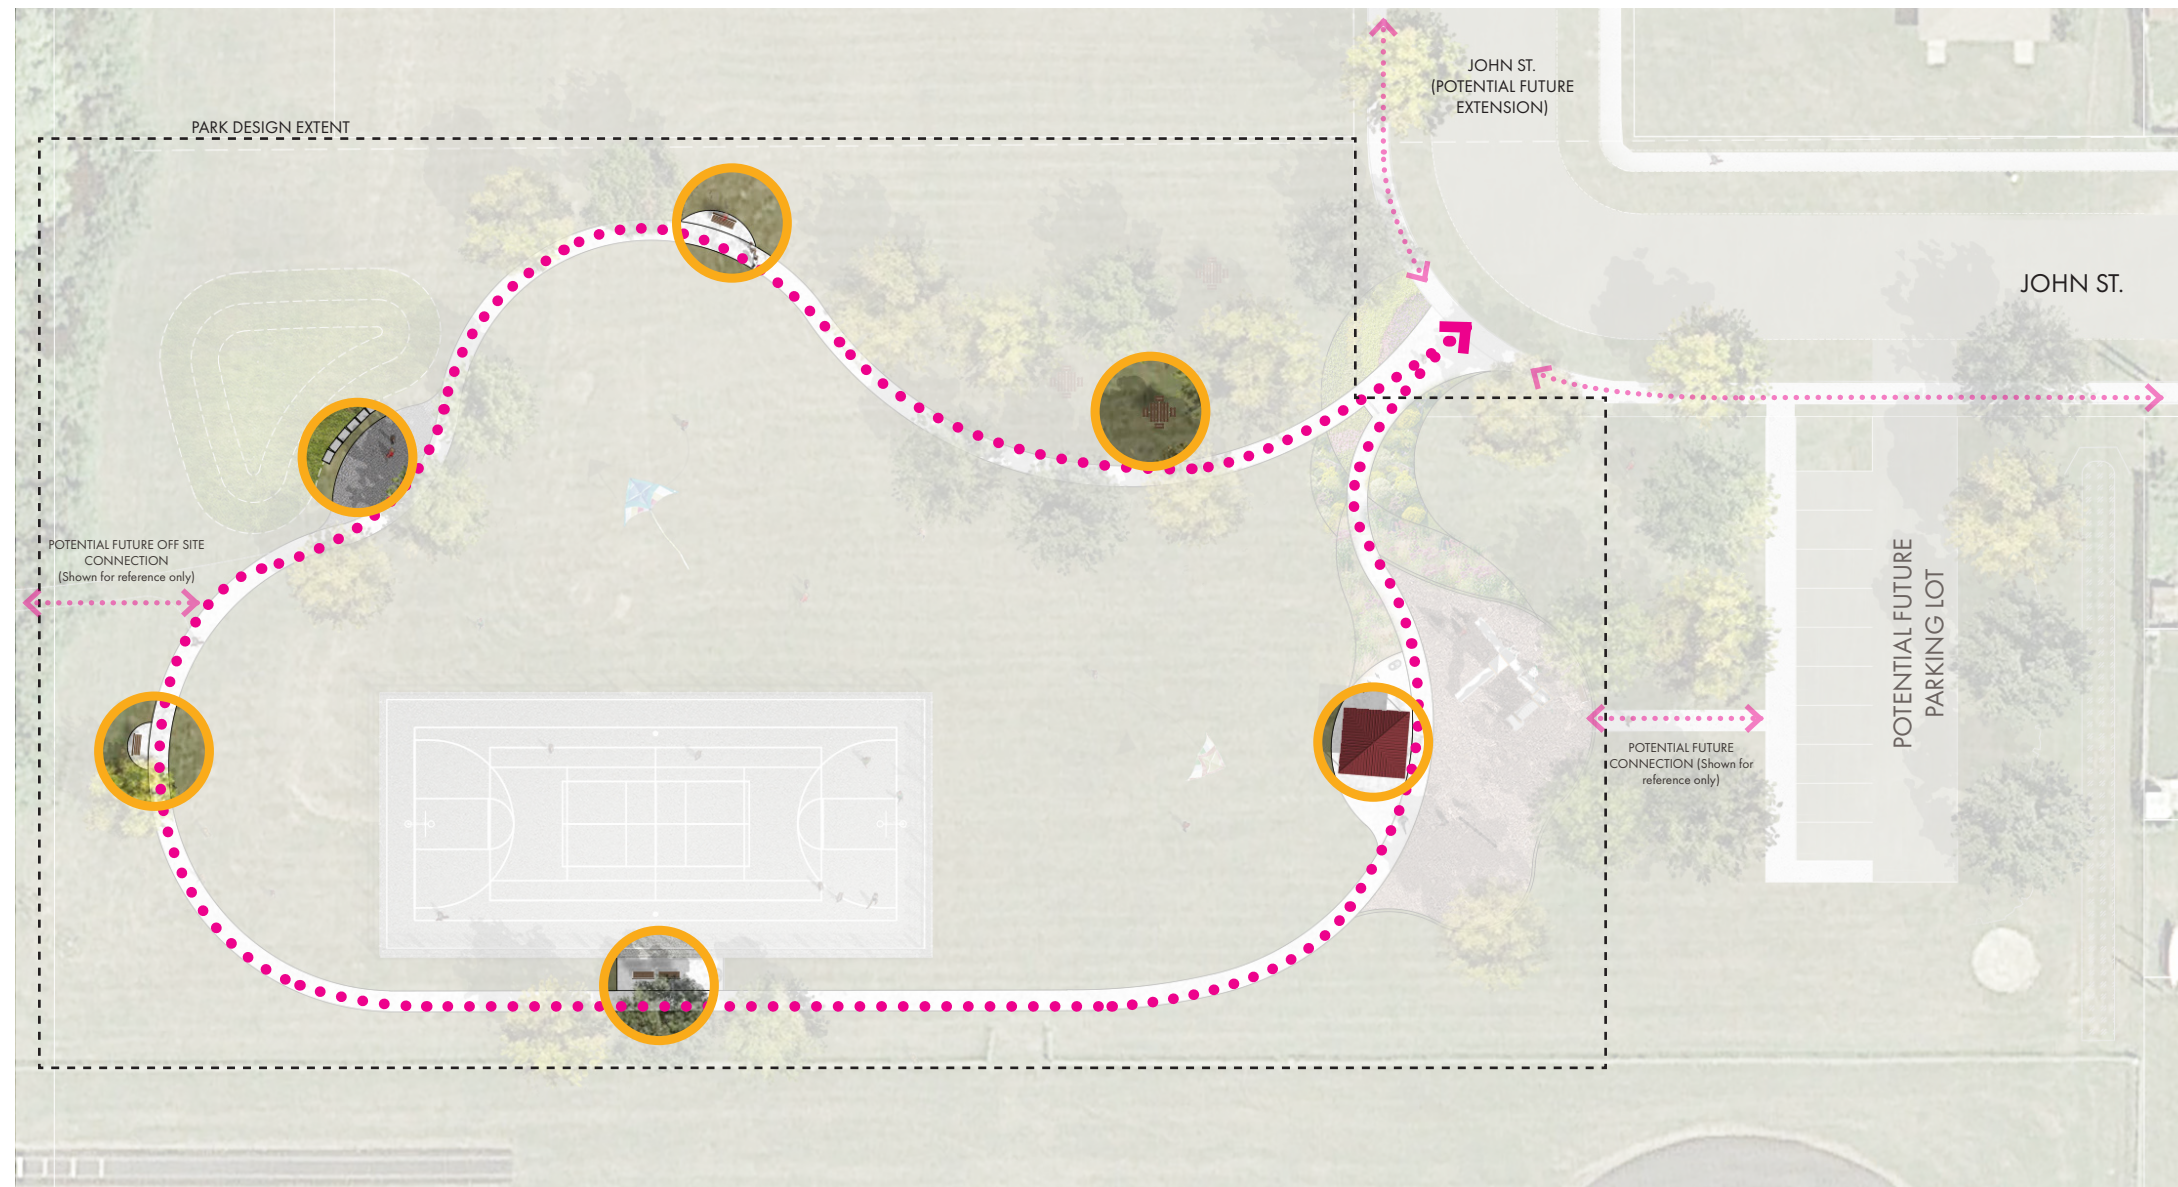 JOHN ST.
(POTENTIAL FUTURE
EXTENSION)
PARK DESIGN EXTENT
JOHN ST.
POTENTIAL FUTURE OFF SITE
CONNECTION
(Shown for reference only)
POTENTIAL FUTURE
PARKING LOT
POTENTIAL FUTURE
CONNECTION (Shown for
reference only)